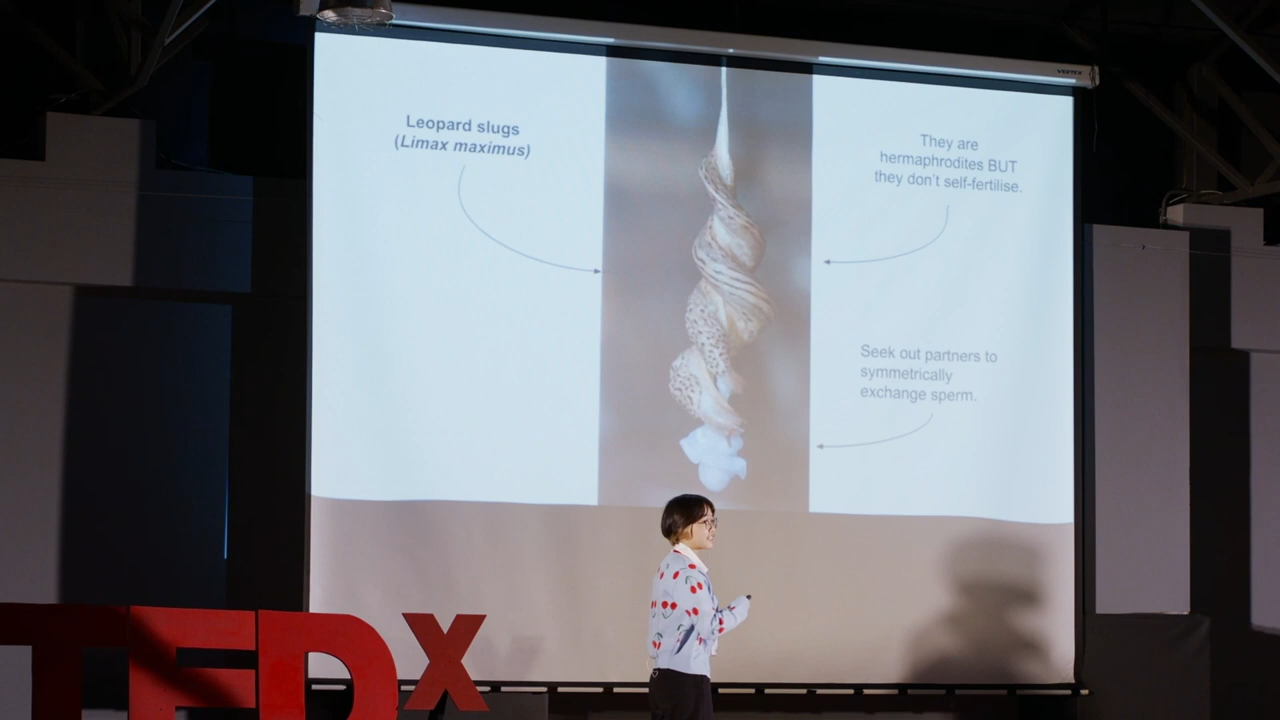 VERTEX
Leopard slugs
(Limax maximus)
They are
hermaphrodites BUT
they don't self-fertilise.
Seek out partners to
symmetrically
exchange sperm.
TEDx